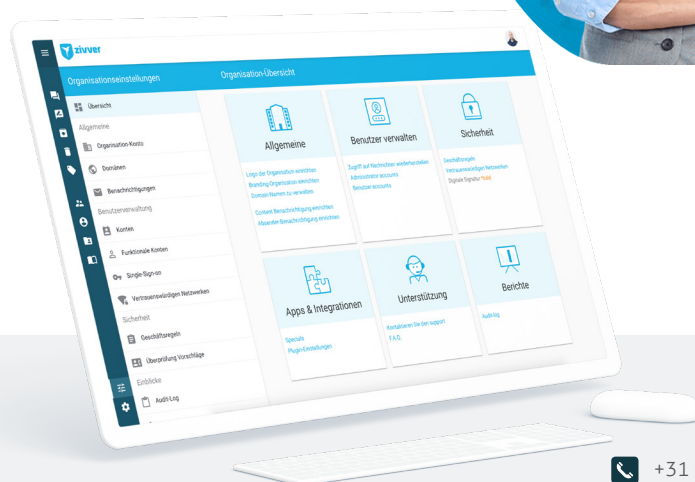 zivver
Organisationseinstellungen
Organisation-Übersicht
Übersicht
Allgemeine
Organisation-Konto
Domänen
Benachrichtigungen
Benutzerverwaltung
Konten
Funktionale Konten
Single-Sign-on
Vertrauenswürdigen Netzwerken
Sicherheit
Geschäftsregeln
Überprüfung Vorschläge
Einblicke
Audit-Log
Allgemeine
Logo der Organisation einrichten
Branding-Organisation einrichten
Domain Namen zu verwalten
Content Benachrichtigung einrichten
Absender Benachrichtigung einrichten
Benutzer verwalten
Zugriff auf Nachrichten wiederherstellen
Administrator accounts
Benutzer accounts
Sicherheit
Geschäftsregeln
Vertrauenswürdigen Netzwerken
Digitale Signatur
Apps & Integrationen
Specials
Plugin-Einstellungen
Unterstützung
Kontaktieren Sie den support
F.A.Q.
Berichte
Audit-log
+31